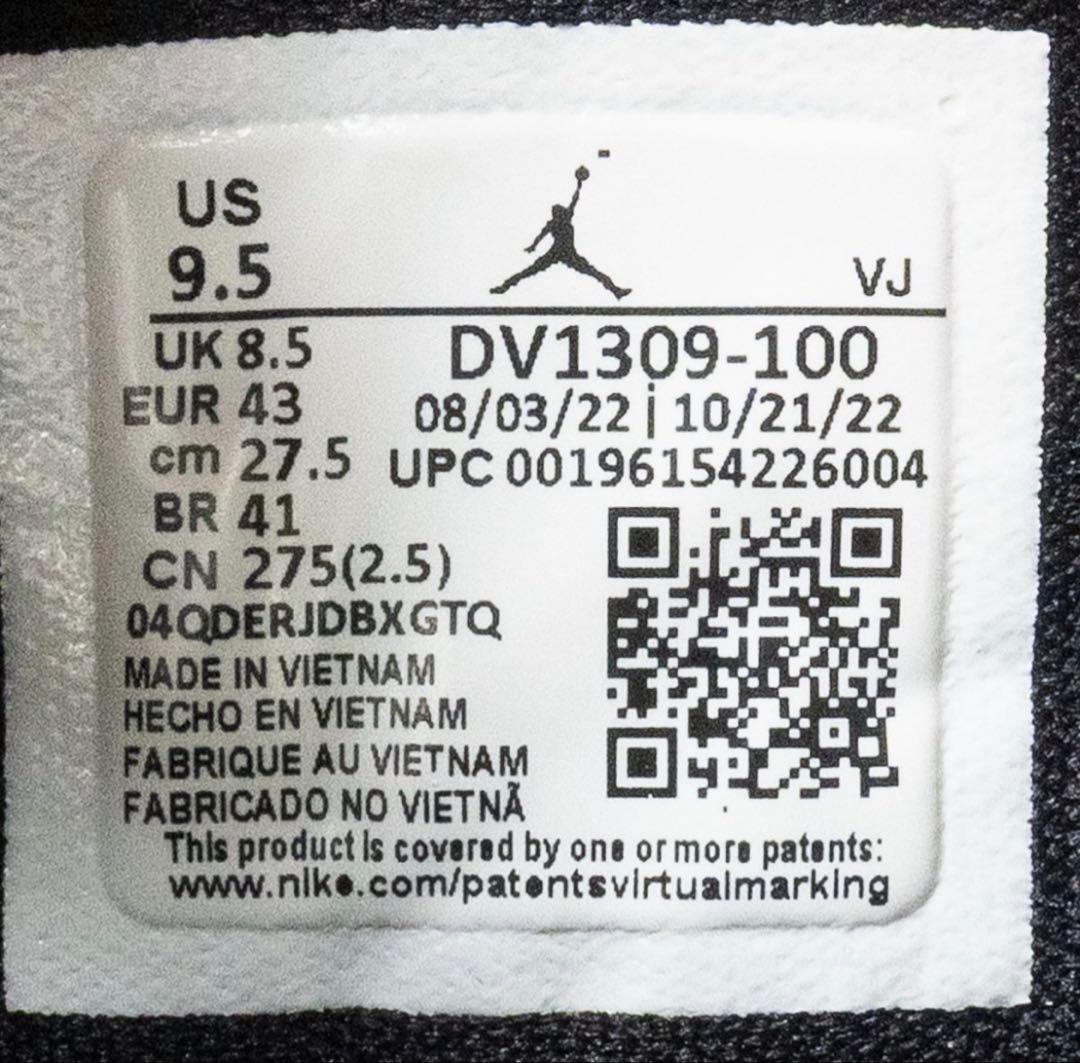 US
9.5
VJ
UK 8.5
DV1309-100
EUR 43
08/03/22 | 10/21/22
cm 27.5
UPC 00196154226004
BR 41
CN 275(2.5)
04QDERJDBXGTQ
MADE IN VIETNAM
HECHO EN VIETNAM
FABRIQUE AU VIETNAM
FABRICADO NO VIETNÃ
This product is covered by one or more patents:
www.nike.com/patentsvirtualmarking